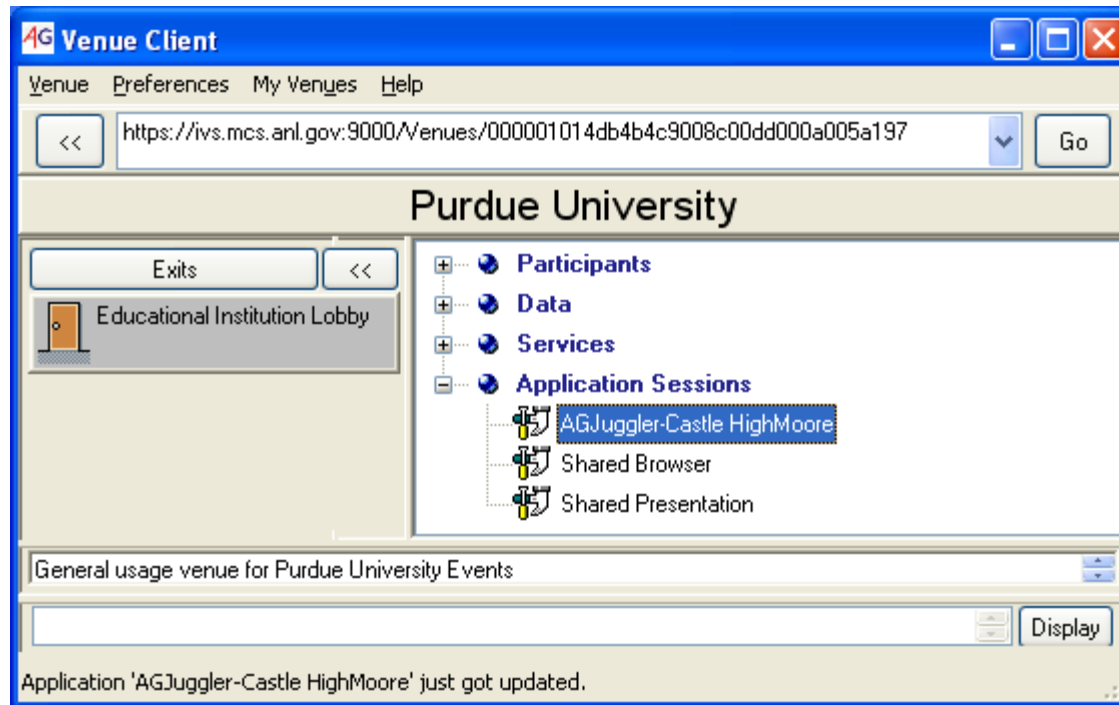 AG Venue Client
Venue Preferences My Venues Help
<< https://ivs.mcs.anl.gov:9000/Venues/000001014db4b4c9008c00dd000a005a197 Go
Purdue University
Exits <<
Educational Institution Lobby
Participants
Data
Services
Application Sessions
AGJuggler-Castle HighMoore
Shared Browser
Shared Presentation
General usage venue for Purdue University Events
Display
Application 'AGJuggler-Castle HighMoore' just got updated.